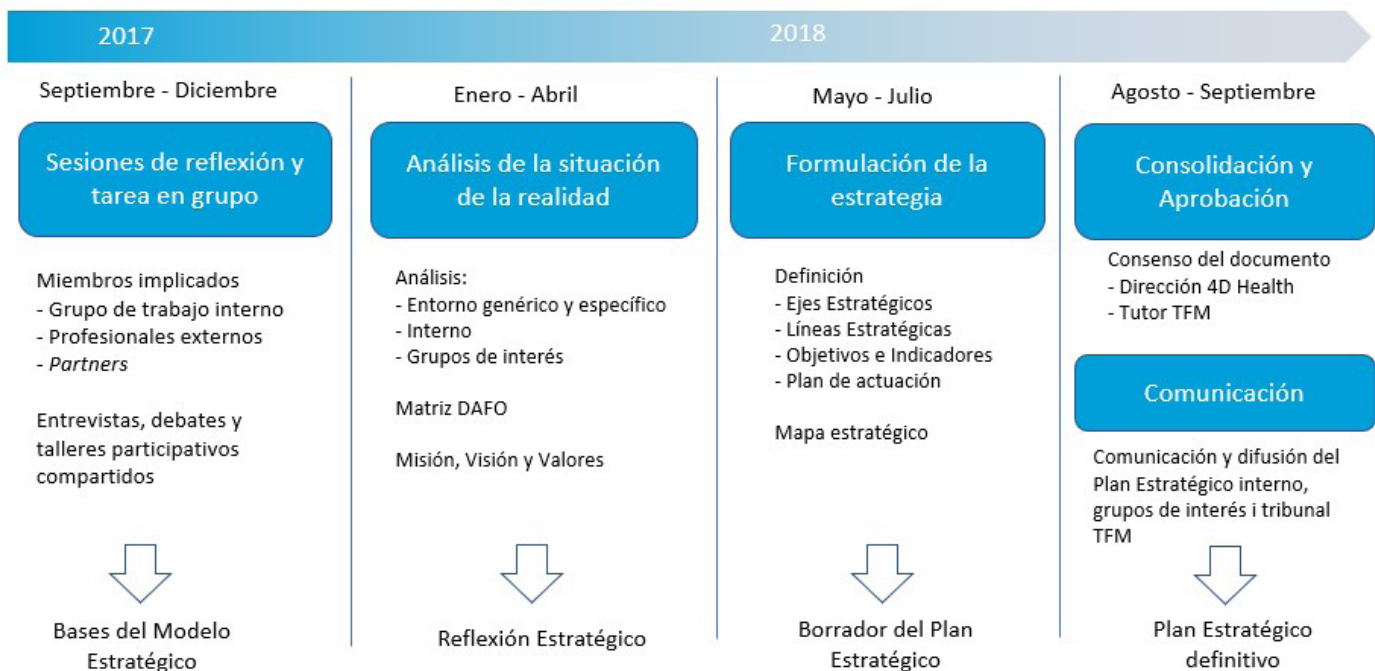 2017
2018
Septiembre - Diciembre
Sesiones de reflexión y
tarea en grupo
Miembros implicados
- Grupo de trabajo interno
- Profesionales externos
- Partners
Entrevistas, debates y
talleres participativos
compartidos
Bases del Modelo
Estratégico
Enero - Abril
Análisis de la situación
de la realidad
Análisis:
- Entorno genérico y específico
- Interno
- Grupos de interés
Matriz DAFO
Misión, Visión y Valores
Reflexión Estratégico
Mayo - Julio
Formulación de la
estrategia
Definición
- Ejes Estratégicos
- Líneas Estratégicas
- Objetivos e Indicadores
- Plan de actuación
Mapa estratégico
Borrador del Plan
Estratégico
Agosto - Septiembre
Consolidación y
Aprobación
Consenso del documento
- Dirección 4D Health
- Tutor TFM
Comunicación
Comunicación y difusión del
Plan Estratégico interno,
grupos de interés i tribunal
TFM
Plan Estratégico
definitivo